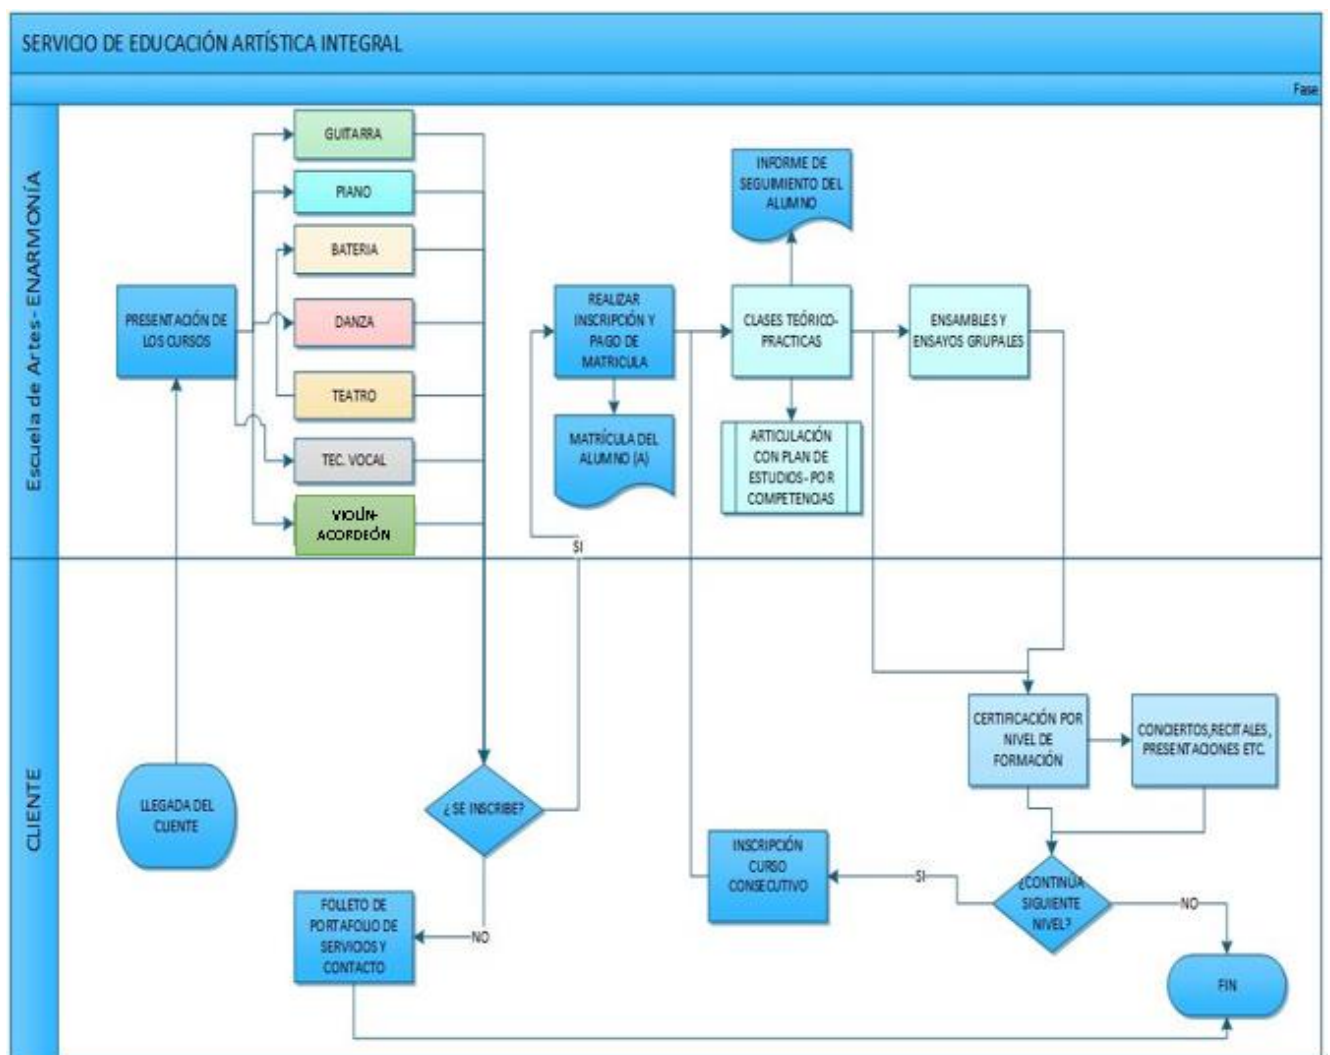 SERVICIO DE EDUCACIÓN ARTÍSTICA INTEGRAL
Fase
Escuela de Artes- ENARMONÍA
GUITARRA
PIANO
BATERIA
DANZA
TEATRO
TEC. VOCAL
VIOLÍN-
ACORDEÓN
PRESENTACIÓN DE
LOS CURSOS
REALIZAR
INSCRIPCIÓN Y
PAGO DE
MATRICULA
MATRÍCULA DEL
ALUMNO (A)
INFORME DE
SEGUIMIENTO DEL
ALUMNO
CLASES TEÓRICO-
PRACTICAS
ARTICULACIÓN
CON PLAN DE
ESTUDIOS- POR
COMPETENCIAS
ENSAMBLES Y
ENSAYOS GRUPALES
SI
CLIENTE
LLEGADA DEL
CLIENTE
¿ SE INSCRIBE?
NO
FOLLETO DE
PORTAFOLIO DE
SERVICIOS Y
CONTACTO
CERTIFICACIÓN POR
NIVEL DE
FORMACIÓN
CONCIERTOS,RECITALES,
PRESENTACIONES ETC.
INSCRIPCIÓN
CURSO
CONSECUTIVO
SI
¿CONTINÚA
SIGUIENTE
NIVEL?
NO
FIN